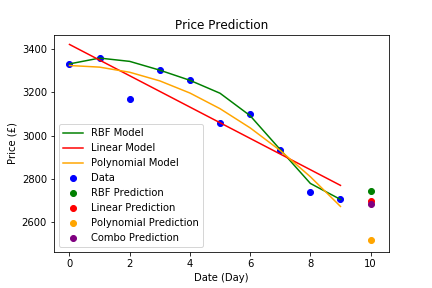 Price Prediction
Price (£)
3400
3200
3000
2800
2600
RBF Model
Linear Model
Polynomial Model
Data
RBF Prediction
Linear Prediction
Polynomial Prediction
Combo Prediction
0
2
4
6
8
10
Date (Day)